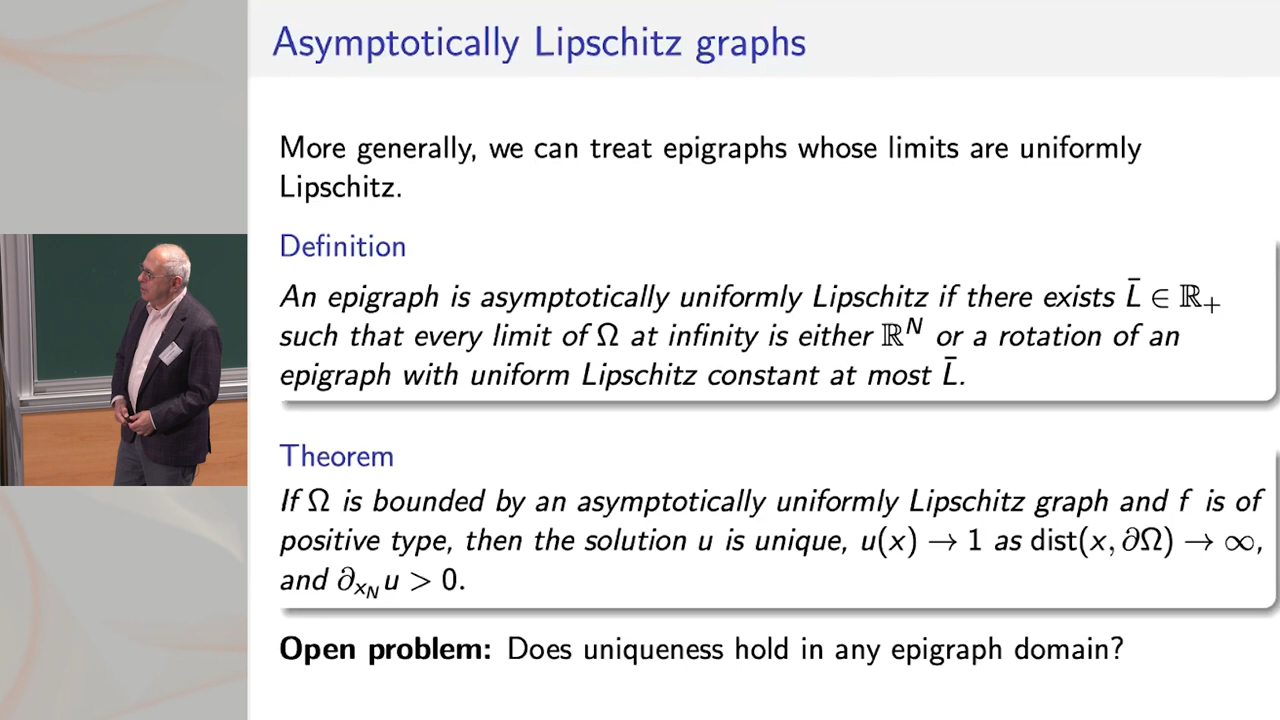 Asymptotically Lipschitz graphs
More generally, we can treat epigraphs whose limits are uniformly
Lipschitz.
Definition
An epigraph is asymptotically uniformly Lipschitz if there exists L̄ ∈ ℝ₊
such that every limit of Ω at infinity is either ℝᴺ or a rotation of an
epigraph with uniform Lipschitz constant at most L̄.
Theorem
If Ω is bounded by an asymptotically uniformly Lipschitz graph and f is of
positive type, then the solution u is unique, u(x) → 1 as dist(x, ∂Ω) → ∞,
and ∂_{x_N} u > 0.
Open problem: Does uniqueness hold in any epigraph domain?